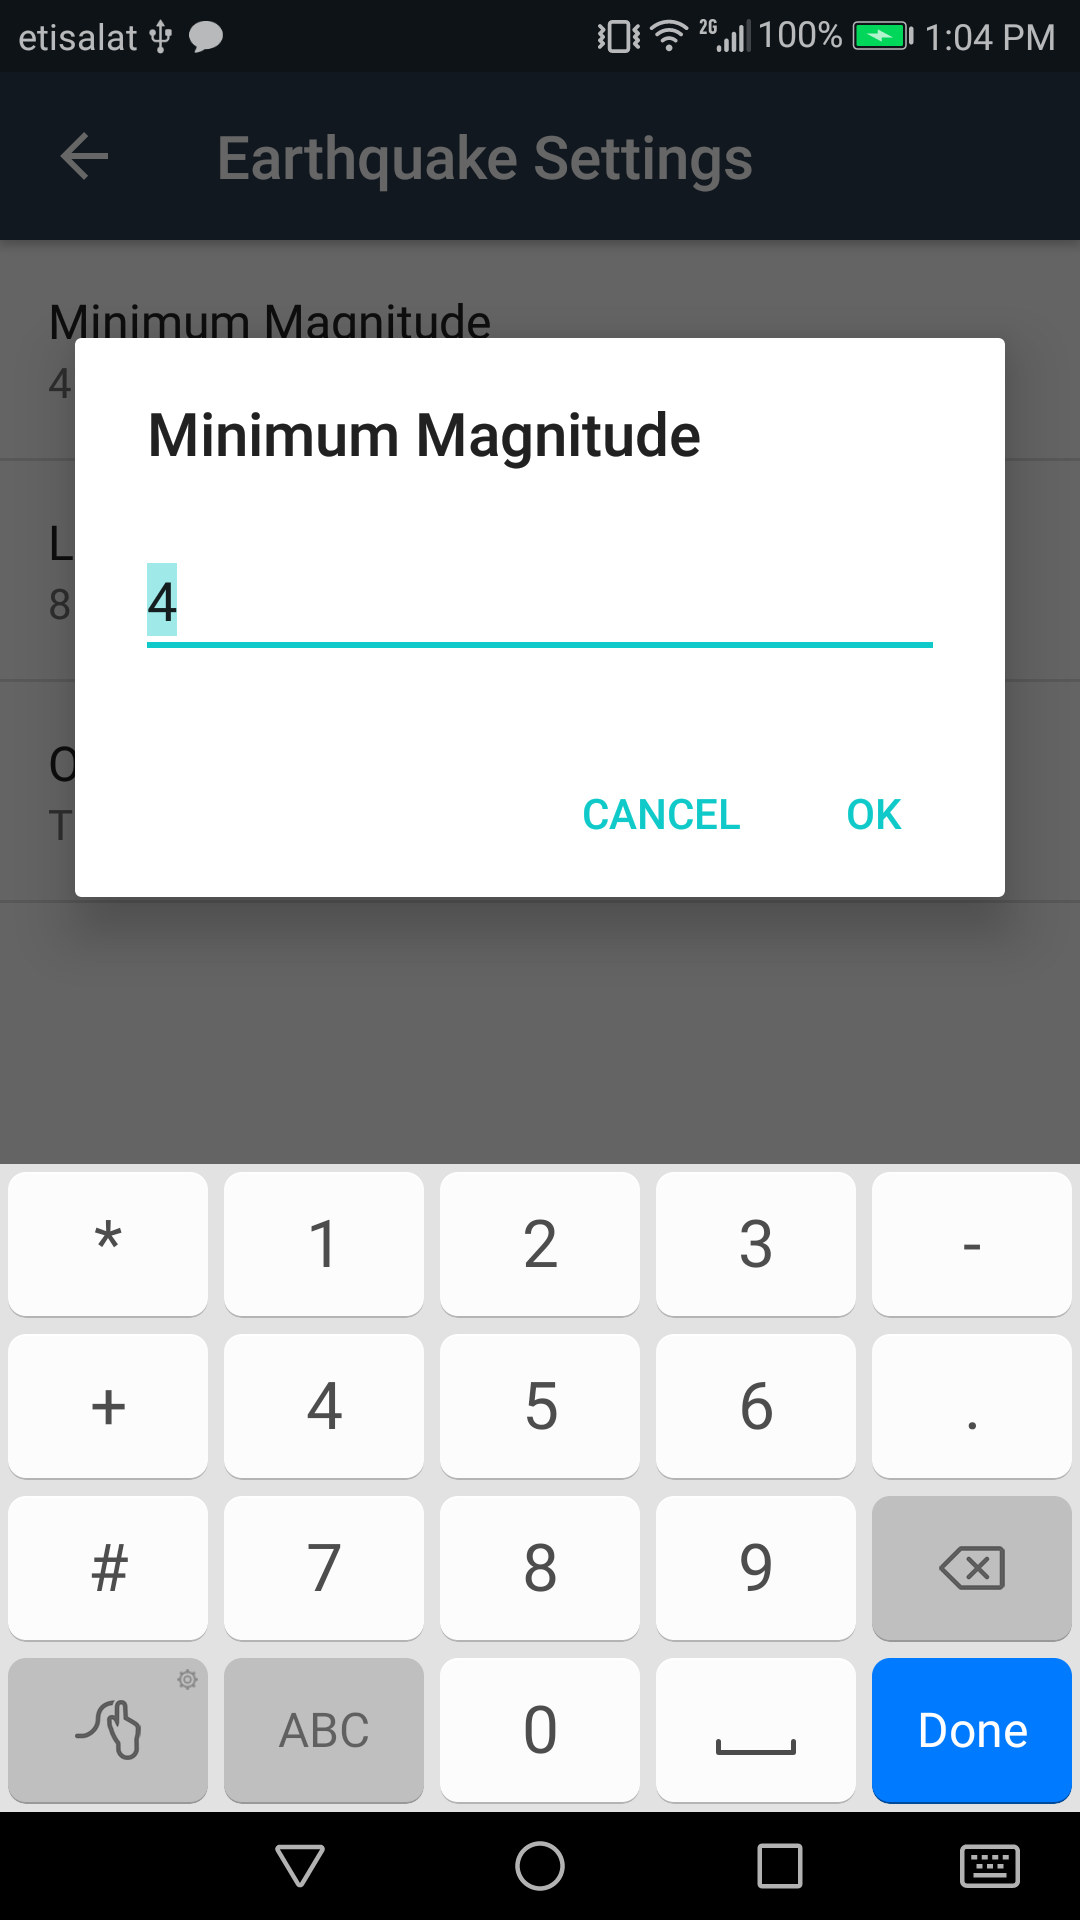 etisalat 2G 100% 1:04 PM
Earthquake Settings
Minimum Magnitude
4
L
8
O
T
Minimum Magnitude
4
CANCEL OK
* 1 2 3 -
+ 4 5 6 .
# 7 8 9
ABC 0 Done